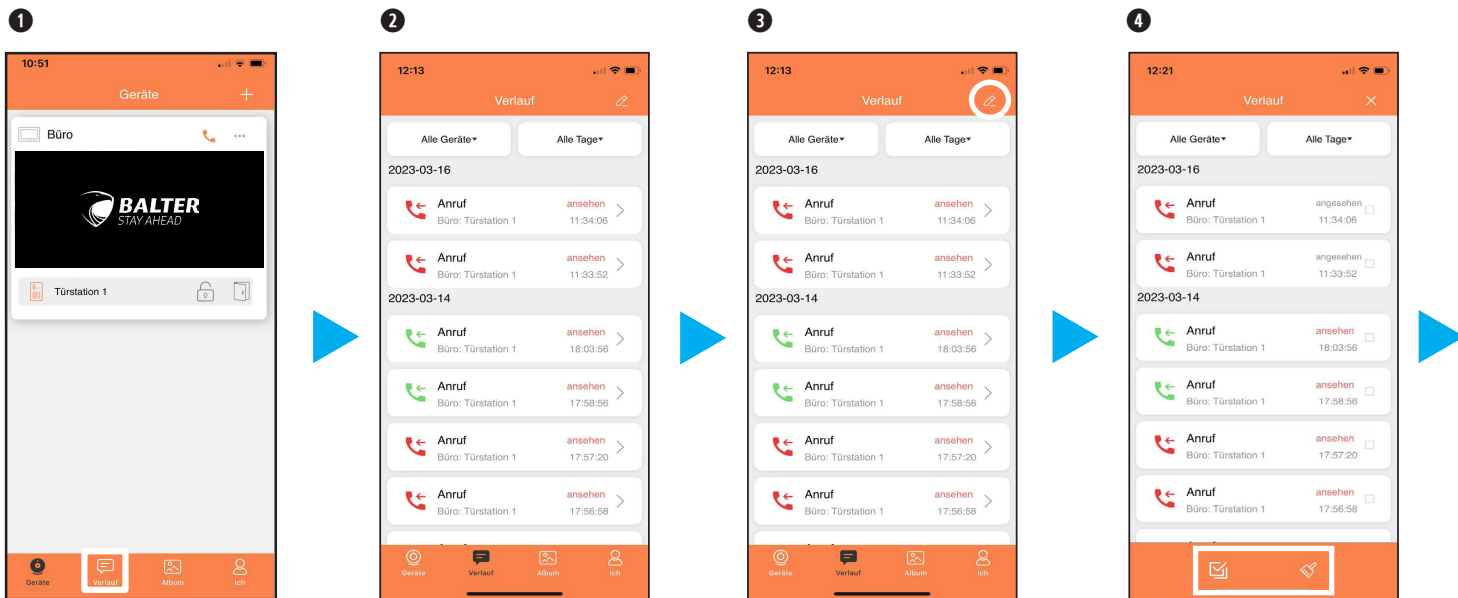 ❶
10:51
Geräte
Büro
BALTER
STAY AHEAD
Türstation 1
Geräte Verlauf Album Ich
❷
12:13
Verlauf
Alle Geräte Alle Tage
2023-03-16
Anruf ansehen
Büro: Türstation 1 11:34:06
Anruf ansehen
Büro: Türstation 1 11:33:52
2023-03-14
Anruf ansehen
Büro: Türstation 1 18:03:56
Anruf ansehen
Büro: Türstation 1 17:58:56
Anruf ansehen
Büro: Türstation 1 17:57:20
Anruf ansehen
Büro: Türstation 1 17:56:58
Geräte Verlauf Album Ich
❸
12:13
Verlauf
Alle Geräte Alle Tage
2023-03-16
Anruf ansehen
Büro: Türstation 1 11:34:06
Anruf ansehen
Büro: Türstation 1 11:33:52
2023-03-14
Anruf ansehen
Büro: Türstation 1 18:03:56
Anruf ansehen
Büro: Türstation 1 17:58:56
Anruf ansehen
Büro: Türstation 1 17:57:20
Anruf ansehen
Büro: Türstation 1 17:56:58
Geräte Verlauf Album Ich
❹
12:21
Verlauf
Alle Geräte Alle Tage
2023-03-16
Anruf angesehen
Büro: Türstation 1 11:34:06
Anruf angesehen
Büro: Türstation 1 11:33:52
2023-03-14
Anruf ansehen
Büro: Türstation 1 18:03:56
Anruf ansehen
Büro: Türstation 1 17:58:56
Anruf ansehen
Büro: Türstation 1 17:57:20
Anruf ansehen
Büro: Türstation 1 17:56:58